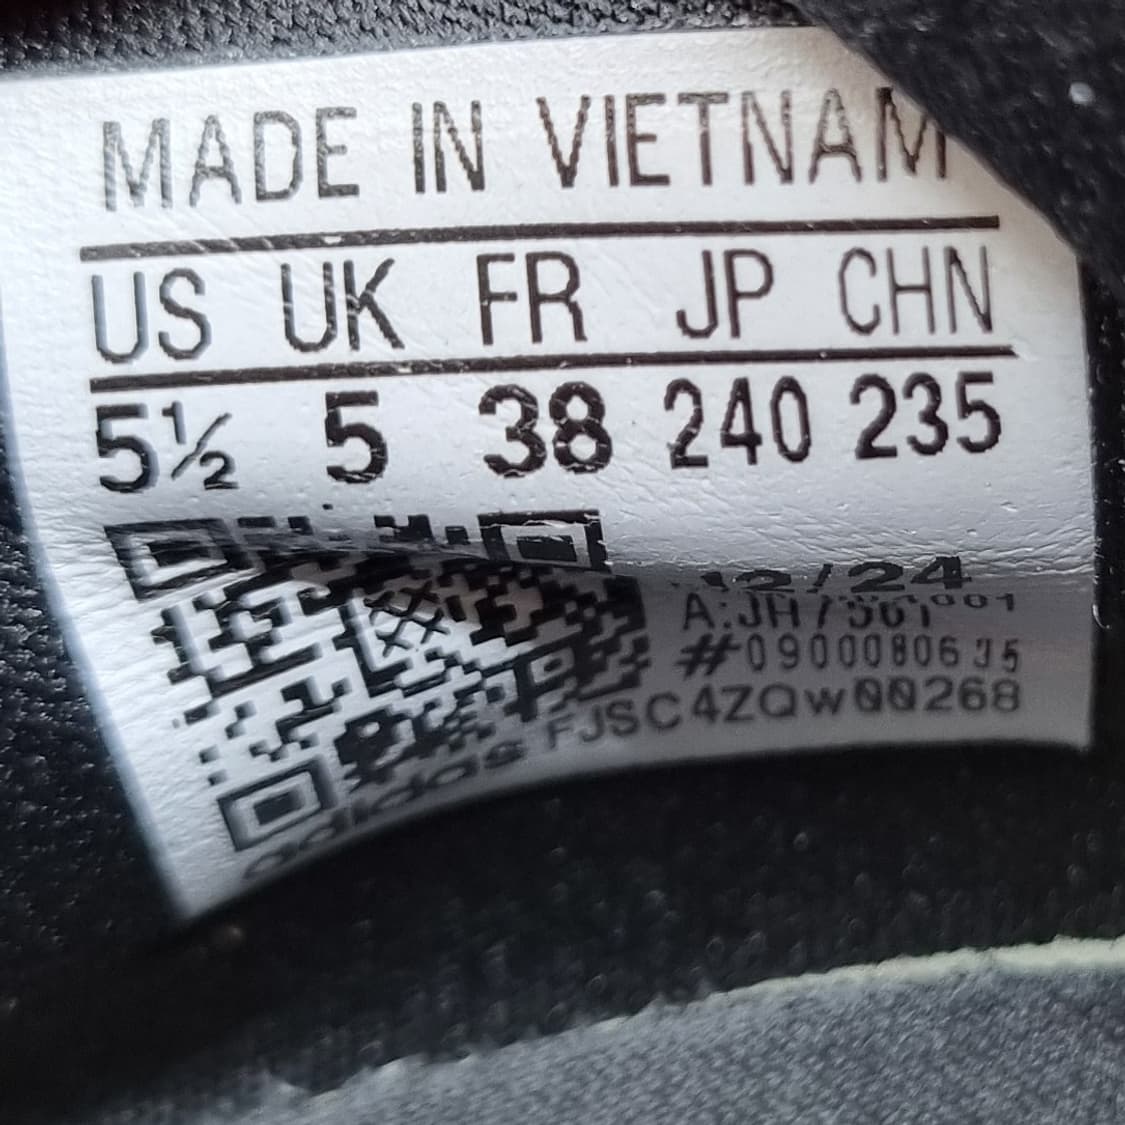 MADE IN VIETNAM
US UK FR JP CHN
5½ 5 38 240 235
12/24
#0900080635
FJSC4ZQW00268
adidas